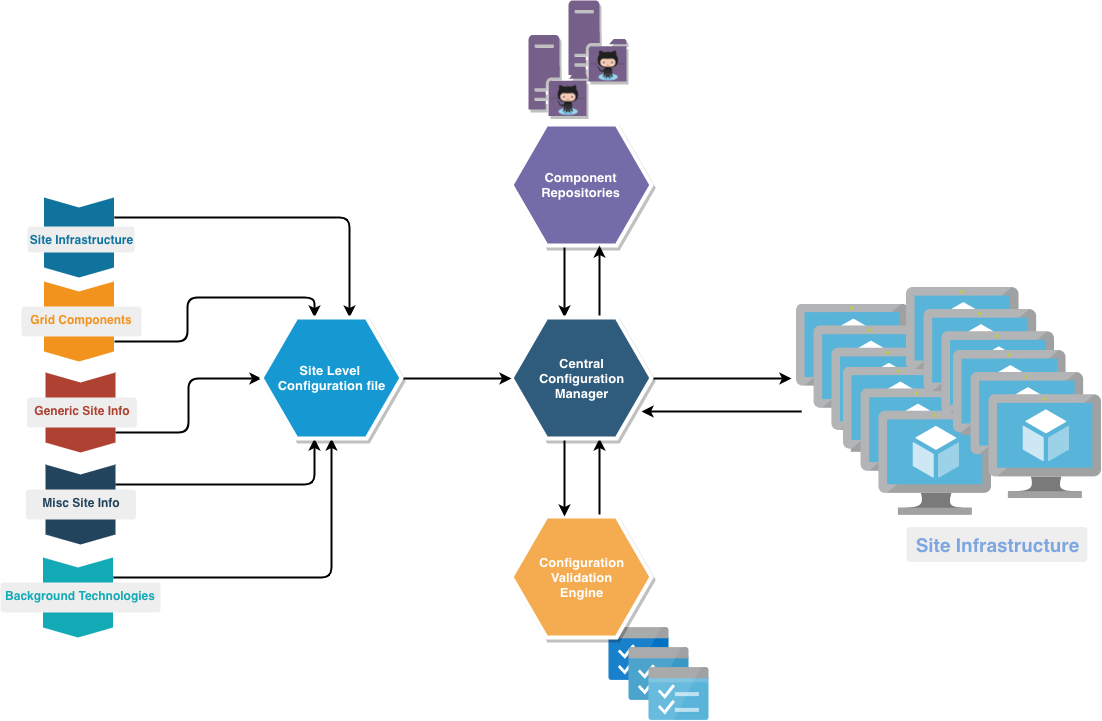 Component
Repositories
Site Infrastructure
Grid Components
Generic Site Info
Misc Site Info
Background Technologies
Site Level
Configuration file
Central
Configuration
Manager
Configuration
Validation
Engine
Site Infrastructure